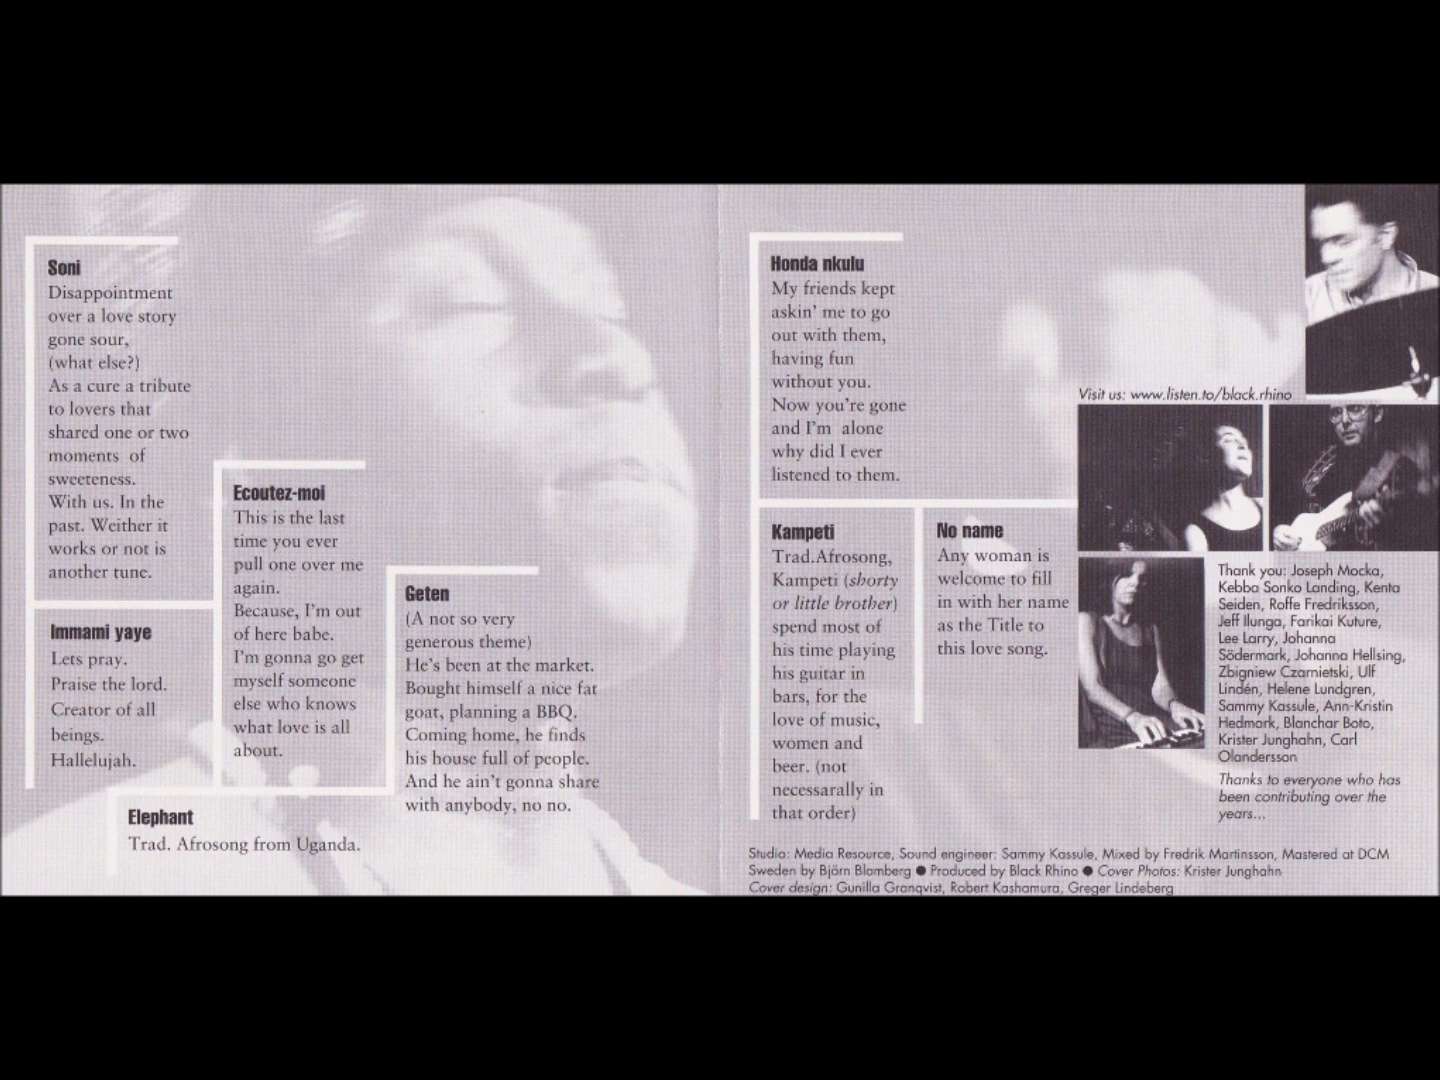 Soni
Disappointment
over a love story
gone sour,
(what else?)
As a cure a tribute
to lovers that
shared one or two
moments of
sweeteness.
With us. In the
past. Weither it
works or not is
another tune.
Immami yaye
Lets pray.
Praise the lord.
Creator of all
beings.
Hallelujah.
Ecoutez-moi
This is the last
time you ever
pull one over me
again.
Because, I'm out
of here babe.
I'm gonna go get
myself someone
else who knows
what love is all
about.
Geten
(A not so very
generous theme)
He's been at the market.
Bought himself a nice fat
goat, planning a BBQ.
Coming home, he finds
his house full of people.
And he ain't gonna share
with anybody, no no.
Elephant
Trad. Afrosong from Uganda.
Honda nkulu
My friends kept
askin' me to go
out with them,
having fun
without you.
Now you're gone
and I'm alone
why did I ever
listened to them.
Kampeti
Trad.Afrosong,
Kampeti (shorty
or little brother)
spend most of
his time playing
his guitar in
bars, for the
love of music,
women and
beer. (not
necessarally in
that order)
No name
Any woman is
welcome to fill
in with her name
as the Title to
this love song.
Visit us: www.listen.to/black.rhino
Thank you: Joseph Mocka,
Kebba Sonko Landing, Kenta
Seiden, Roffe Fredriksson,
Jeff Ilunga, Farikai Kuture,
Lee Larry, Johanna
Södermark, Johanna Hellsing,
Zbigniew Czarnietski, Ulf
Lindén, Helene Lundgren,
Sammy Kassule, Ann-Kristin
Hedmark, Blanchar Boto,
Krister Junghahn, Carl
Olandersson
Thanks to everyone who has
been contributing over the
years...
Studio: Media Resource, Sound engineer: Sammy Kassule, Mixed by Fredrik Martinsson, Mastered at DCM
Sweden by Björn Blomberg ● Produced by Black Rhino ● Cover Photos: Krister Junghahn
Cover design: Gunilla Granqvist, Robert Kashamura, Greger Lindeberg